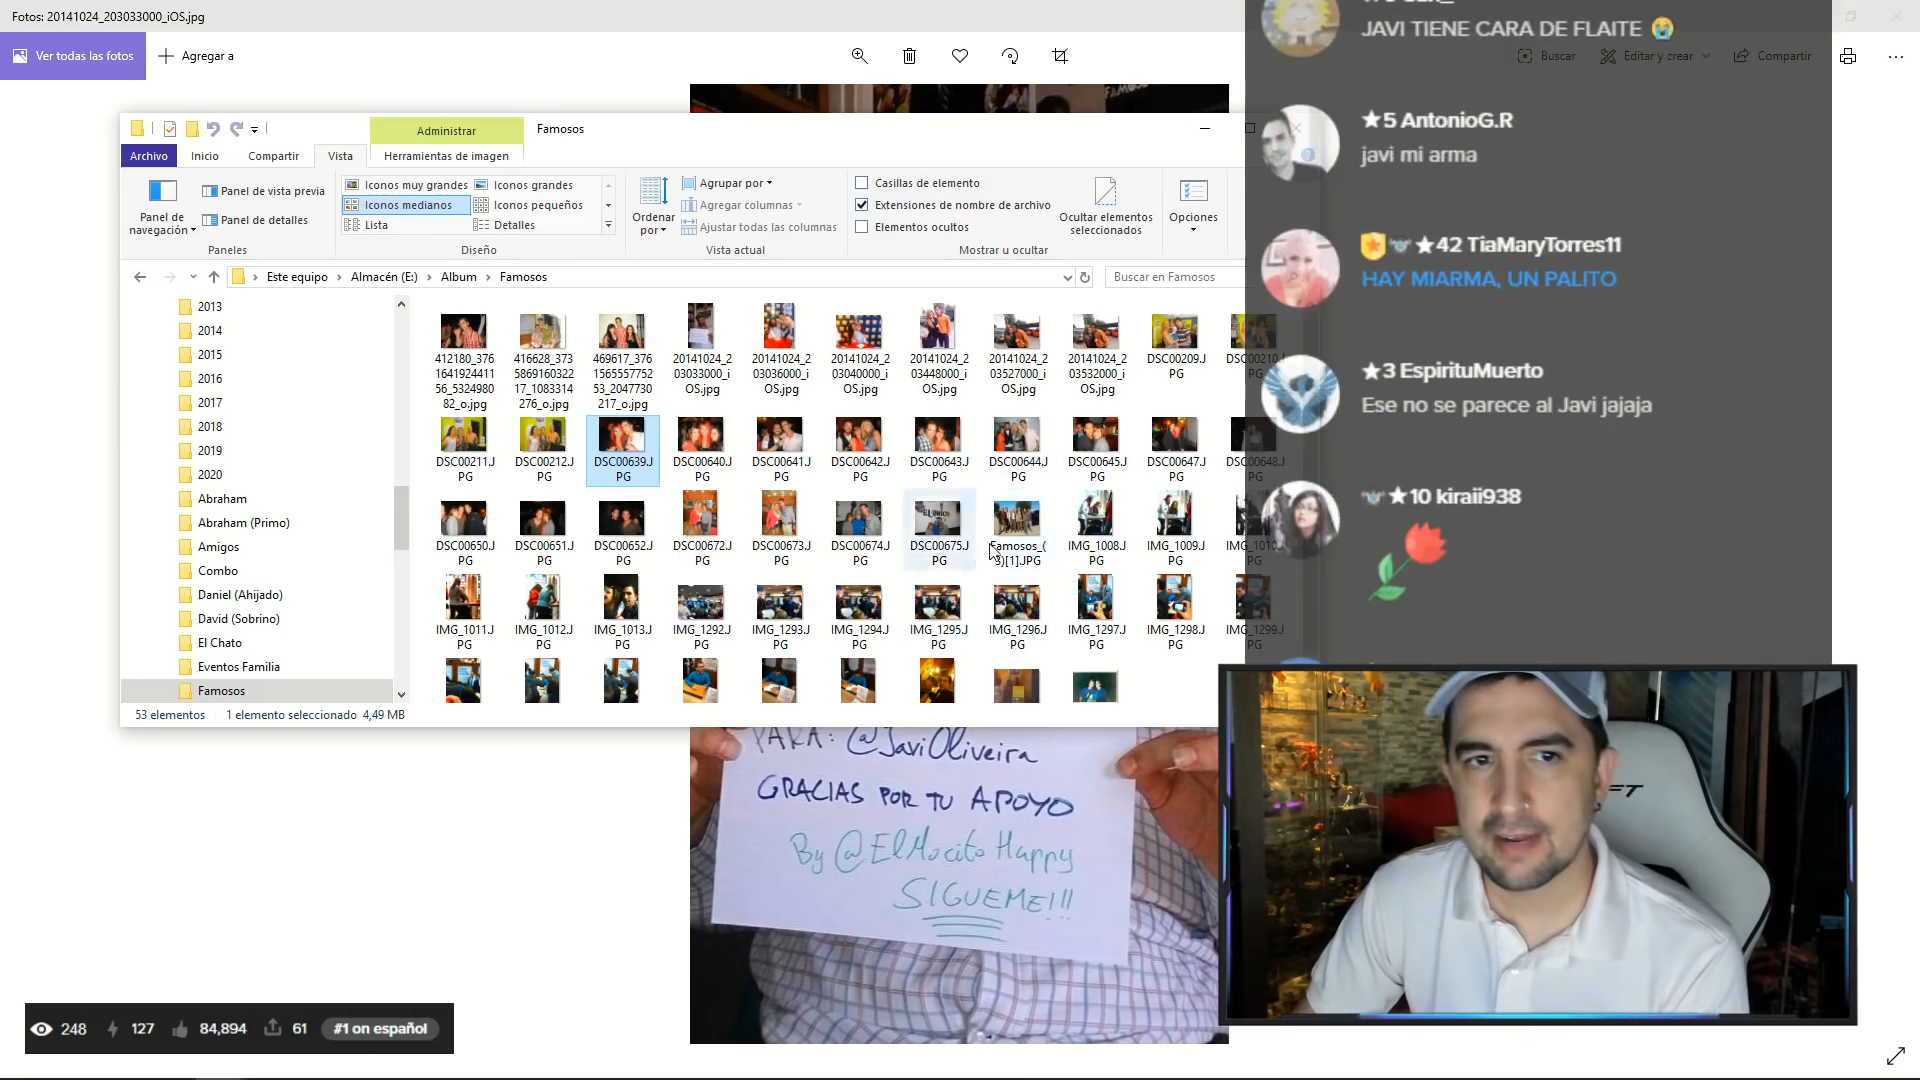 Fotos: 20141024_203033000_iOS.jpg
Ver todas las fotos
Agregar a
Buscar
Editar y crear
Compartir
Administrar
Famosos
Archivo
Inicio
Compartir
Vista
Herramientas de imagen
Panel de navegación
Panel de vista previa
Panel de detalles
Paneles
Iconos muy grandes
Iconos grandes
Iconos medianos
Iconos pequeños
Lista
Detalles
Diseño
Ordenar por
Agrupar por
Agregar columnas
Ajustar todas las columnas
Vista actual
Casillas de elemento
Extensiones de nombre de archivo
Elementos ocultos
Ocultar elementos seleccionados
Mostrar u ocultar
Opciones
Este equipo > Almacén (E:) > Album > Famosos
Buscar en Famosos
2013
2014
2015
2016
2017
2018
2019
2020
Abraham
Abraham (Primo)
Amigos
Combo
Daniel (Ahijado)
David (Sobrino)
El Chato
Eventos Familia
Famosos
412180_3761641924411 56_532498082_o.jpg
416628_3735869160322 17_1083314276_o.jpg
469617_3761565557752 53_2047730217_o.jpg
20141024_203033000_iOS.jpg
20141024_203036000_iOS.jpg
20141024_203040000_iOS.jpg
20141024_203448000_iOS.jpg
20141024_203527000_iOS.jpg
20141024_203532000_iOS.jpg
DSC00209.JPG
DSC00210.JPG
DSC00211.JPG
DSC00212.JPG
DSC00639.JPG
DSC00640.JPG
DSC00641.JPG
DSC00642.JPG
DSC00643.JPG
DSC00644.JPG
DSC00645.JPG
DSC00647.JPG
DSC00648.JPG
DSC00650.JPG
DSC00651.JPG
DSC00652.JPG
DSC00672.JPG
DSC00673.JPG
DSC00674.JPG
DSC00675.JPG
Famosos_(3)[1].JPG
IMG_1008.JPG
IMG_1009.JPG
IMG_1010.JPG
IMG_1011.JPG
IMG_1012.JPG
IMG_1013.JPG
IMG_1292.JPG
IMG_1293.JPG
IMG_1294.JPG
IMG_1295.JPG
IMG_1296.JPG
IMG_1297.JPG
IMG_1298.JPG
IMG_1299.JPG
53 elementos
1 elemento seleccionado 4,49 MB
JAVI TIENE CARA DE FLAITE
★5 AntonioG.R
javi mi arma
★42 TiaMaryTorres11
HAY MIARMA, UN PALITO
★3 EspirituMuerto
Ese no se parece al Javi jajaja
★10 kiraii938
PARA: @JaviOliveira
GRACIAS POR TU APOYO
By @ElMocitoHappy
SIGUEME!!!
248
127
84,894
61
#1 on español